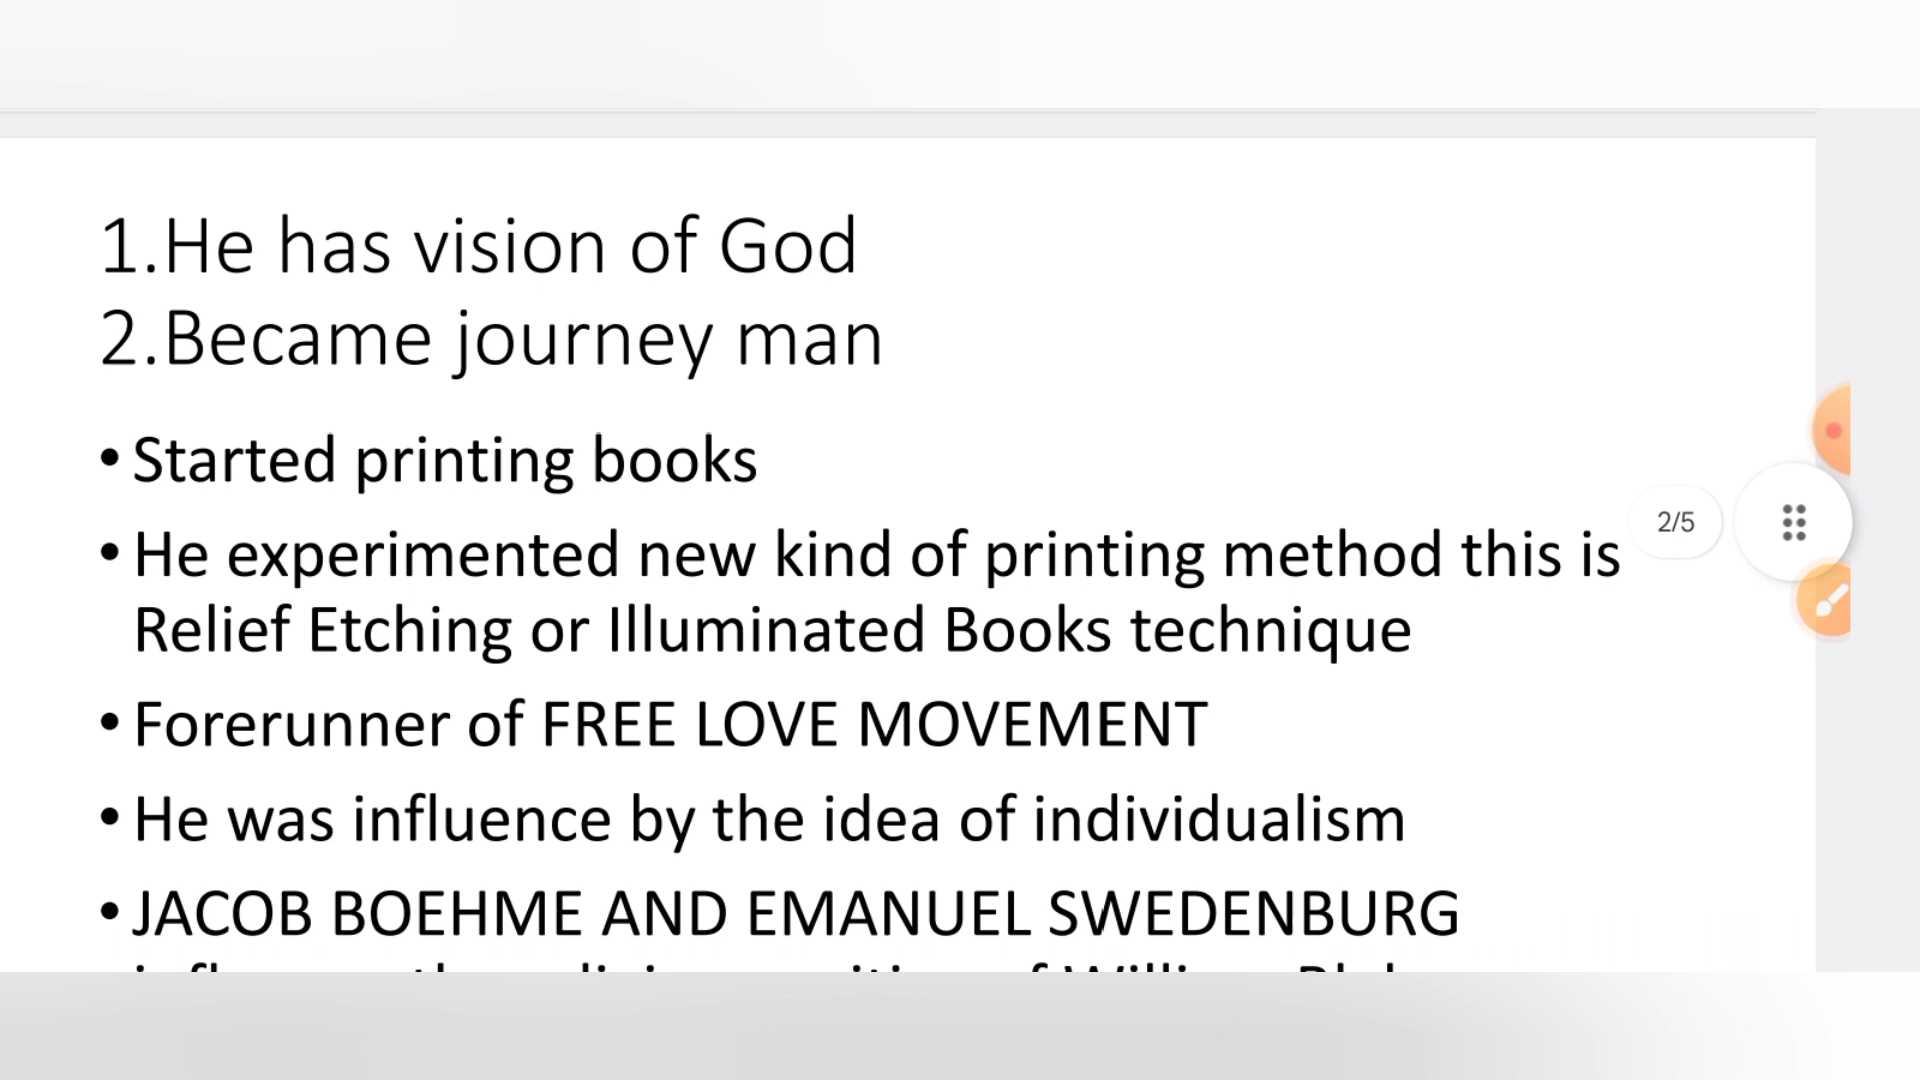 1.He has vision of God
2.Became journey man
• Started printing books
• He experimented new kind of printing method this is
Relief Etching or Illuminated Books technique
• Forerunner of FREE LOVE MOVEMENT
• He was influence by the idea of individualism
• JACOB BOEHME AND EMANUEL SWEDENBURG
2/5